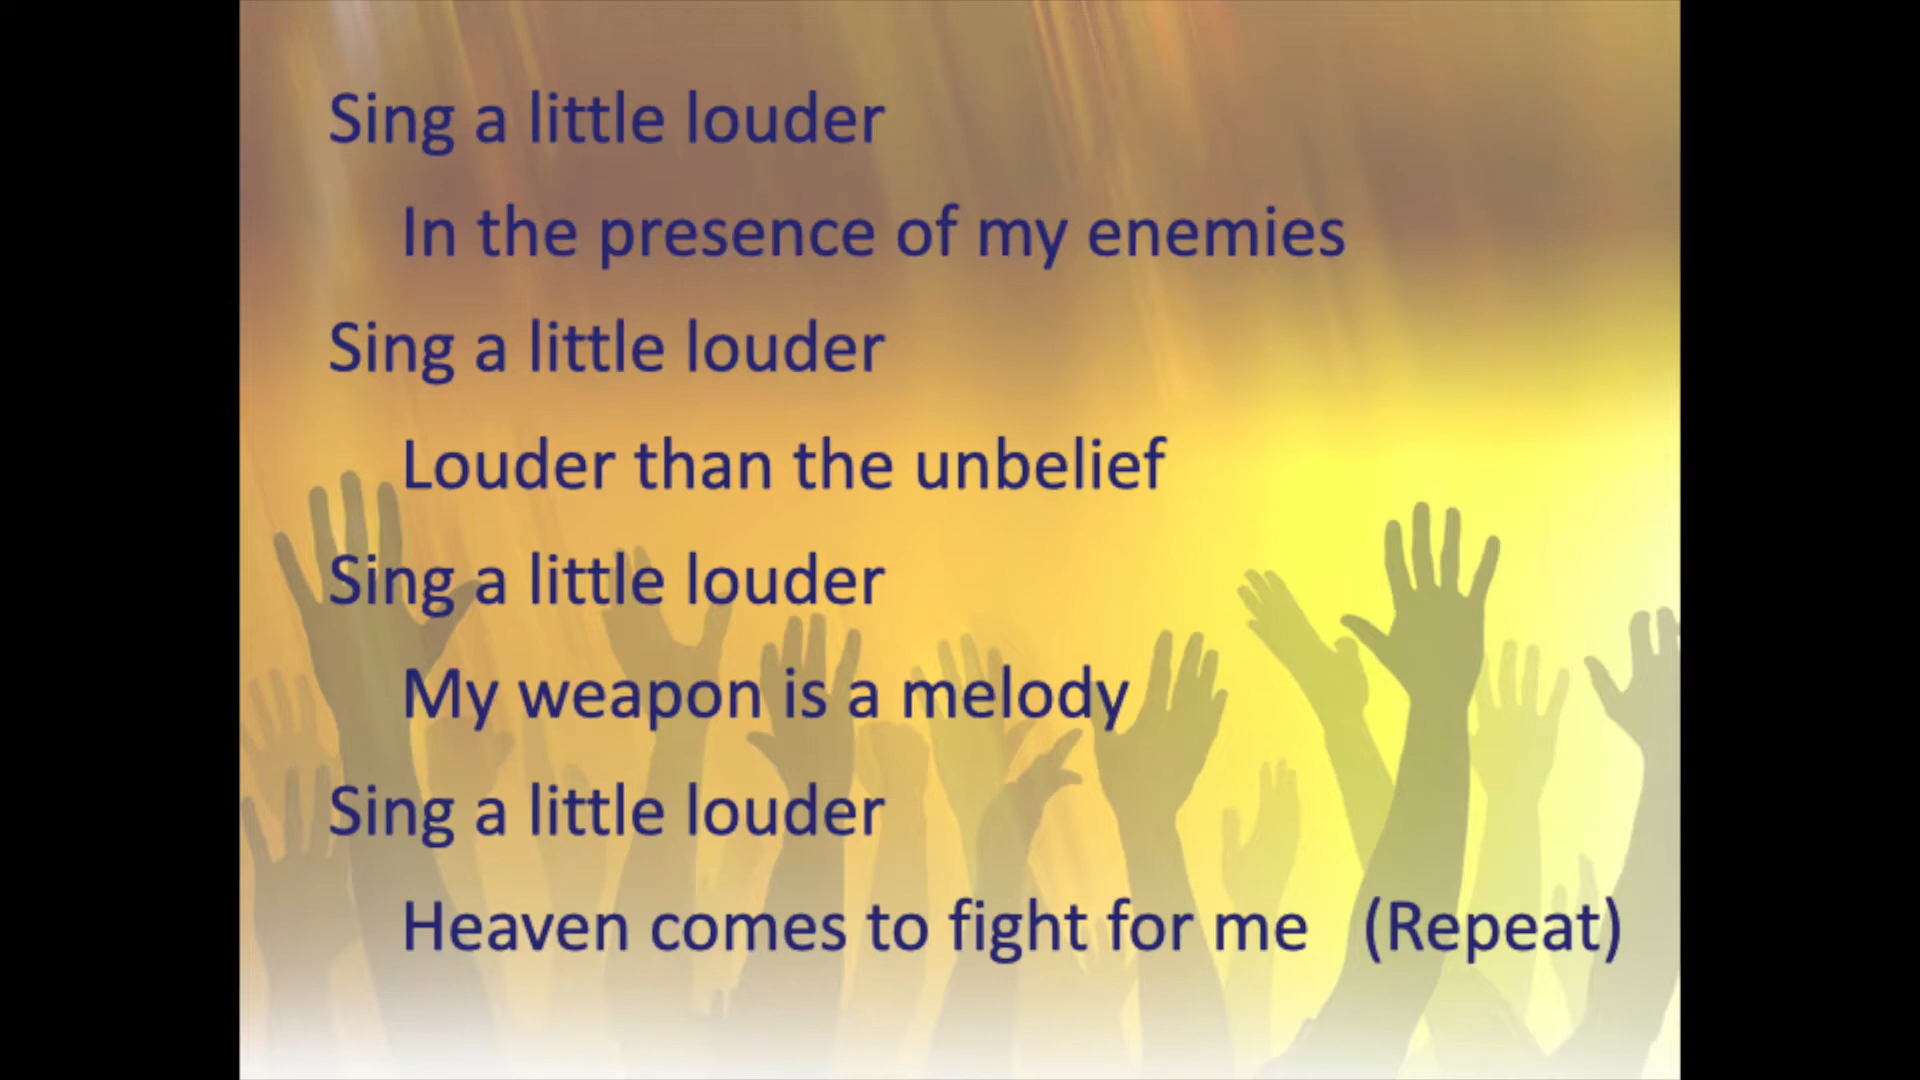 Sing a little louder
In the presence of my enemies
Sing a little louder
Louder than the unbelief
Sing a little louder
My weapon is a melody
Sing a little louder
Heaven comes to fight for me (Repeat)